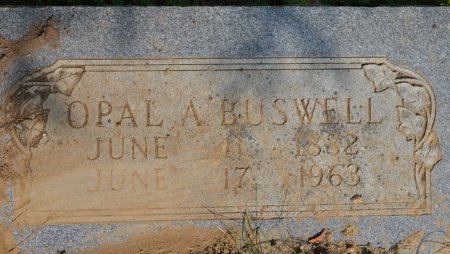 OPAL A BUSWELL
JUNE 11 1882
JUNE 17 1963